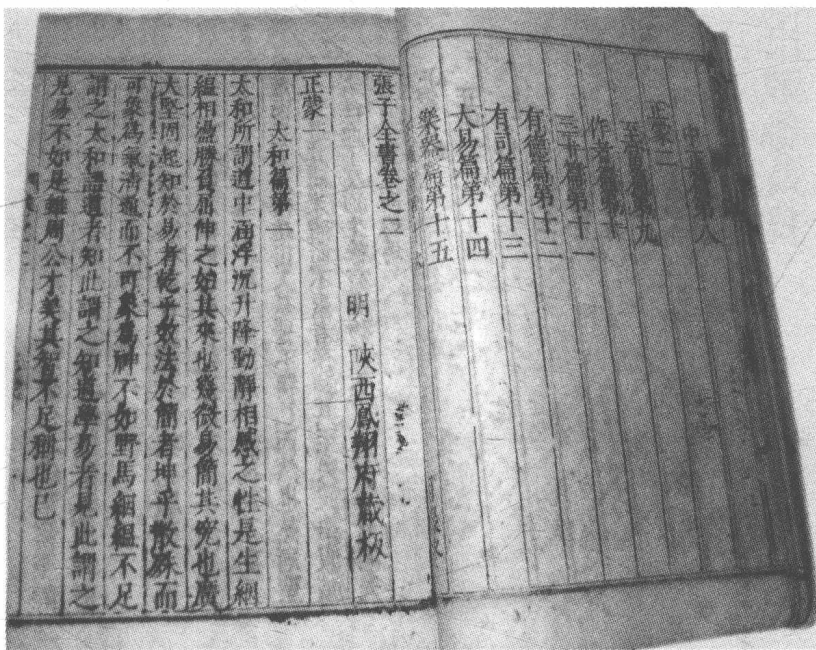 中正篇第八
正蒙二
至當篇第九
作者篇第十
三十篇第十一
有德篇第十二
有司篇第十三
大易篇第十四
樂器篇第十五
張子全書卷之二
明 陝西鳳翔府藏板
正蒙一
太和篇第一
太和所謂道中涵浮沉升降動靜相感之性是生絪
縕相盪勝負屈伸之始其來也幾微易簡其究也廣
大堅固起知於易者乾乎效法於簡者坤乎散殊而
可象爲氣清通而不可象爲神不如野馬絪縕不足
謂之太和語道者知此謂之知道學易者見此謂之
見易不如是雖周公才美其智不足稱也已